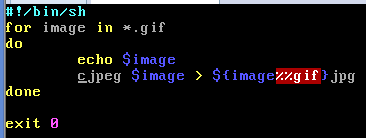 #!/bin/sh
for image in *.gif
do
        echo $image
        cjpeg $image > ${image%%gif}jpg
done
exit 0